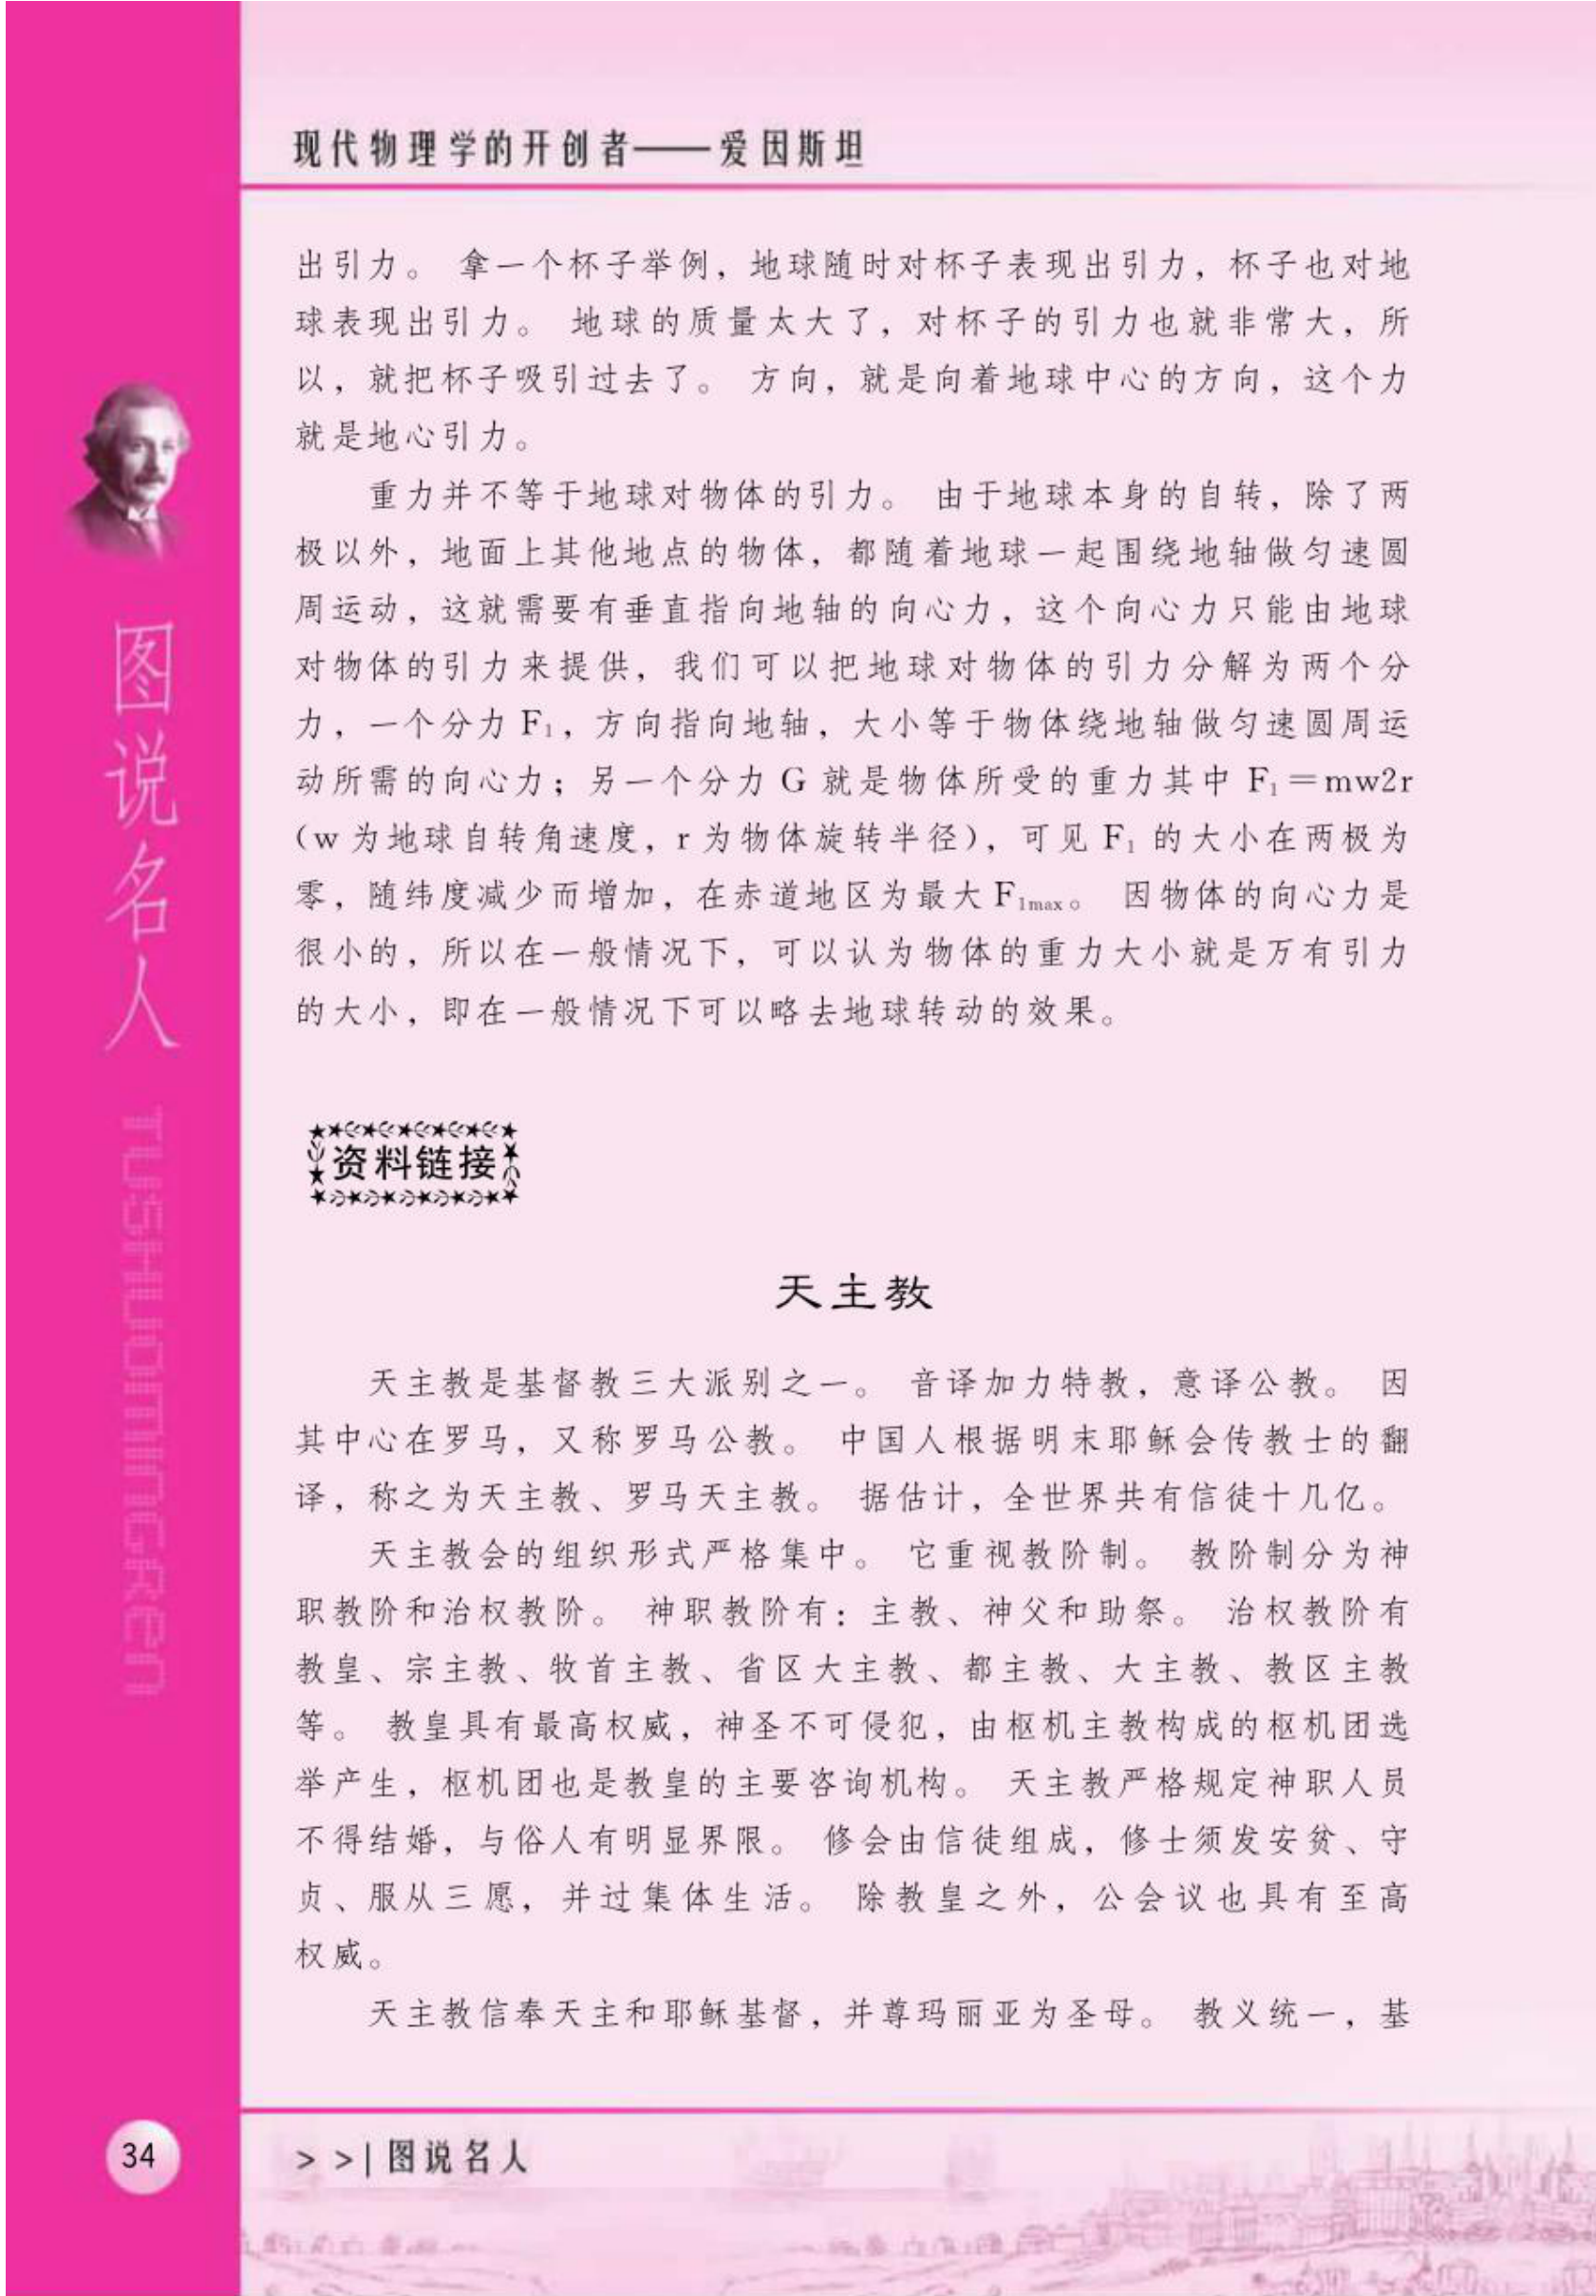 现代物理学的开创者——爱因斯坦
出引力。 拿一个杯子举例，地球随时对杯子表现出引力，杯子也对地
球表现出引力。 地球的质量太大了，对杯子的引力也就非常大，所
以，就把杯子吸引过去了。 方向，就是向着地球中心的方向，这个力
就是地心引力。
重力并不等于地球对物体的引力。 由于地球本身的自转，除了两
极以外，地面上其他地点的物体，都随着地球一起围绕地轴做匀速圆
周运动，这就需要有垂直指向地轴的向心力，这个向心力只能由地球
对物体的引力来提供，我们可以把地球对物体的引力分解为两个分
力，一个分力 F₁，方向指向地轴，大小等于物体绕地轴做匀速圆周运
动所需的向心力；另一个分力 G 就是物体所受的重力其中 F₁＝mw2r
(w 为地球自转角速度，r 为物体旋转半径)，可见 F₁ 的大小在两极为
零，随纬度减少而增加，在赤道地区为最大 F1max。 因物体的向心力是
很小的，所以在一般情况下，可以认为物体的重力大小就是万有引力
的大小，即在一般情况下可以略去地球转动的效果。
资料链接
天主教
天主教是基督教三大派别之一。 音译加力特教，意译公教。 因
其中心在罗马，又称罗马公教。 中国人根据明末耶稣会传教士的翻
译，称之为天主教、罗马天主教。 据估计，全世界共有信徒十几亿。
天主教会的组织形式严格集中。 它重视教阶制。 教阶制分为神
职教阶和治权教阶。 神职教阶有：主教、神父和助祭。 治权教阶有
教皇、宗主教、牧首主教、省区大主教、都主教、大主教、教区主教
等。 教皇具有最高权威，神圣不可侵犯，由枢机主教构成的枢机团选
举产生，枢机团也是教皇的主要咨询机构。 天主教严格规定神职人员
不得结婚，与俗人有明显界限。 修会由信徒组成，修士须发安贫、守
贞、服从三愿，并过集体生活。 除教皇之外，公会议也具有至高
权威。
天主教信奉天主和耶稣基督，并尊玛丽亚为圣母。 教义统一，基
图说名人
TUSHUOMINGREN
34
> >| 图说名人